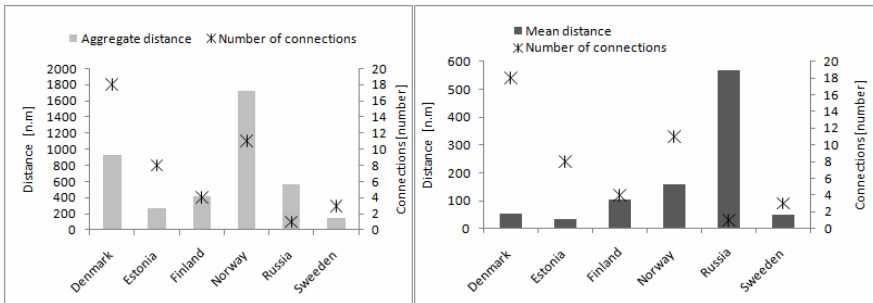 Aggregate distance Number of connections
Distance [n.m]
2000
1800
1600
1400
1200
1000
800
600
400
200
0
20
18
16
14
12
10
8
6
4
2
0
Connections[number]
Denmark
Estonia
Finland
Norway
Russia
Sweden
Mean distance
Number of connections
Distance [n.m]
600
500
400
300
200
100
0
20
18
16
14
12
10
8
6
4
2
0
Connections[number]
Denmark
Estonia
Finland
Norway
Russia
Sweden